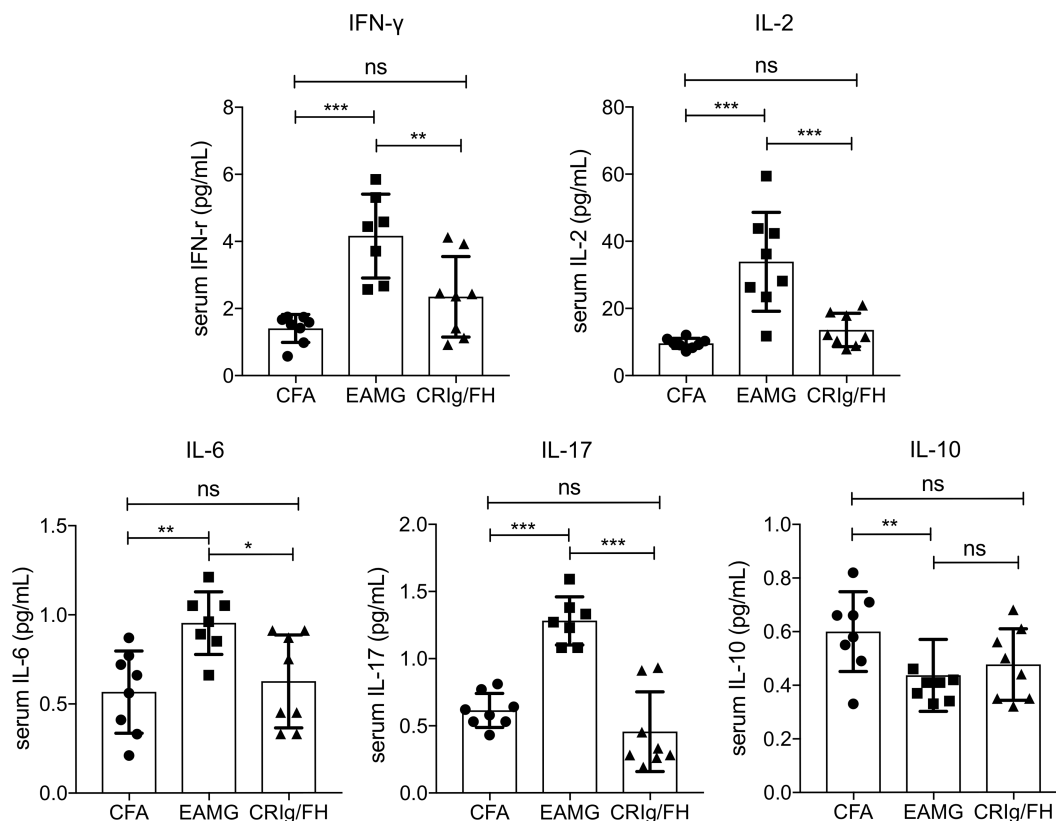 IFN-γ
ns
***
**
serum IFN-r (pg/mL)
8
6
4
2
0
CFA EAMG CRIg/FH
IL-2
ns
***
***
serum IL-2 (pg/mL)
80
60
40
20
0
CFA EAMG CRIg/FH
IL-6
ns
**
*
serum IL-6 (pg/mL)
1.5
1.0
0.5
0.0
CFA EAMG CRIg/FH
IL-17
ns
***
***
serum IL-17 (pg/mL)
2.0
1.5
1.0
0.5
0.0
CFA EAMG CRIg/FH
IL-10
ns
**
ns
serum IL-10 (pg/mL)
1.0
0.8
0.6
0.4
0.2
0.0
CFA EAMG CRIg/FH